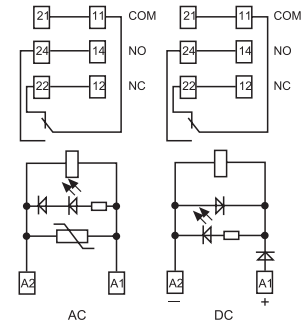 21 11 COM 21 11 COM
24 14 NO 24 14 NO
22 12 NC 22 12 NC
A2 A1 A2 A1
— +
AC DC